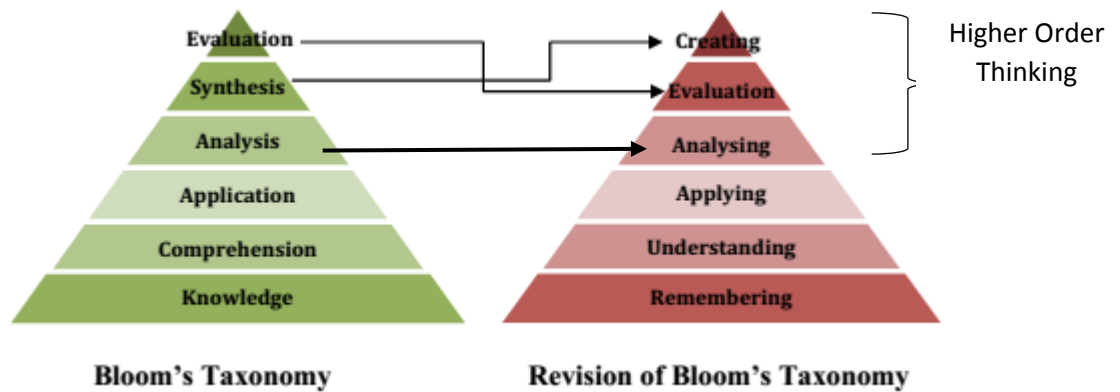 Evaluation
Synthesis
Analysis
Application
Comprehension
Knowledge
Bloom's Taxonomy
Creating
Evaluation
Analysing
Applying
Understanding
Remembering
Revision of Bloom's Taxonomy
Higher Order
Thinking